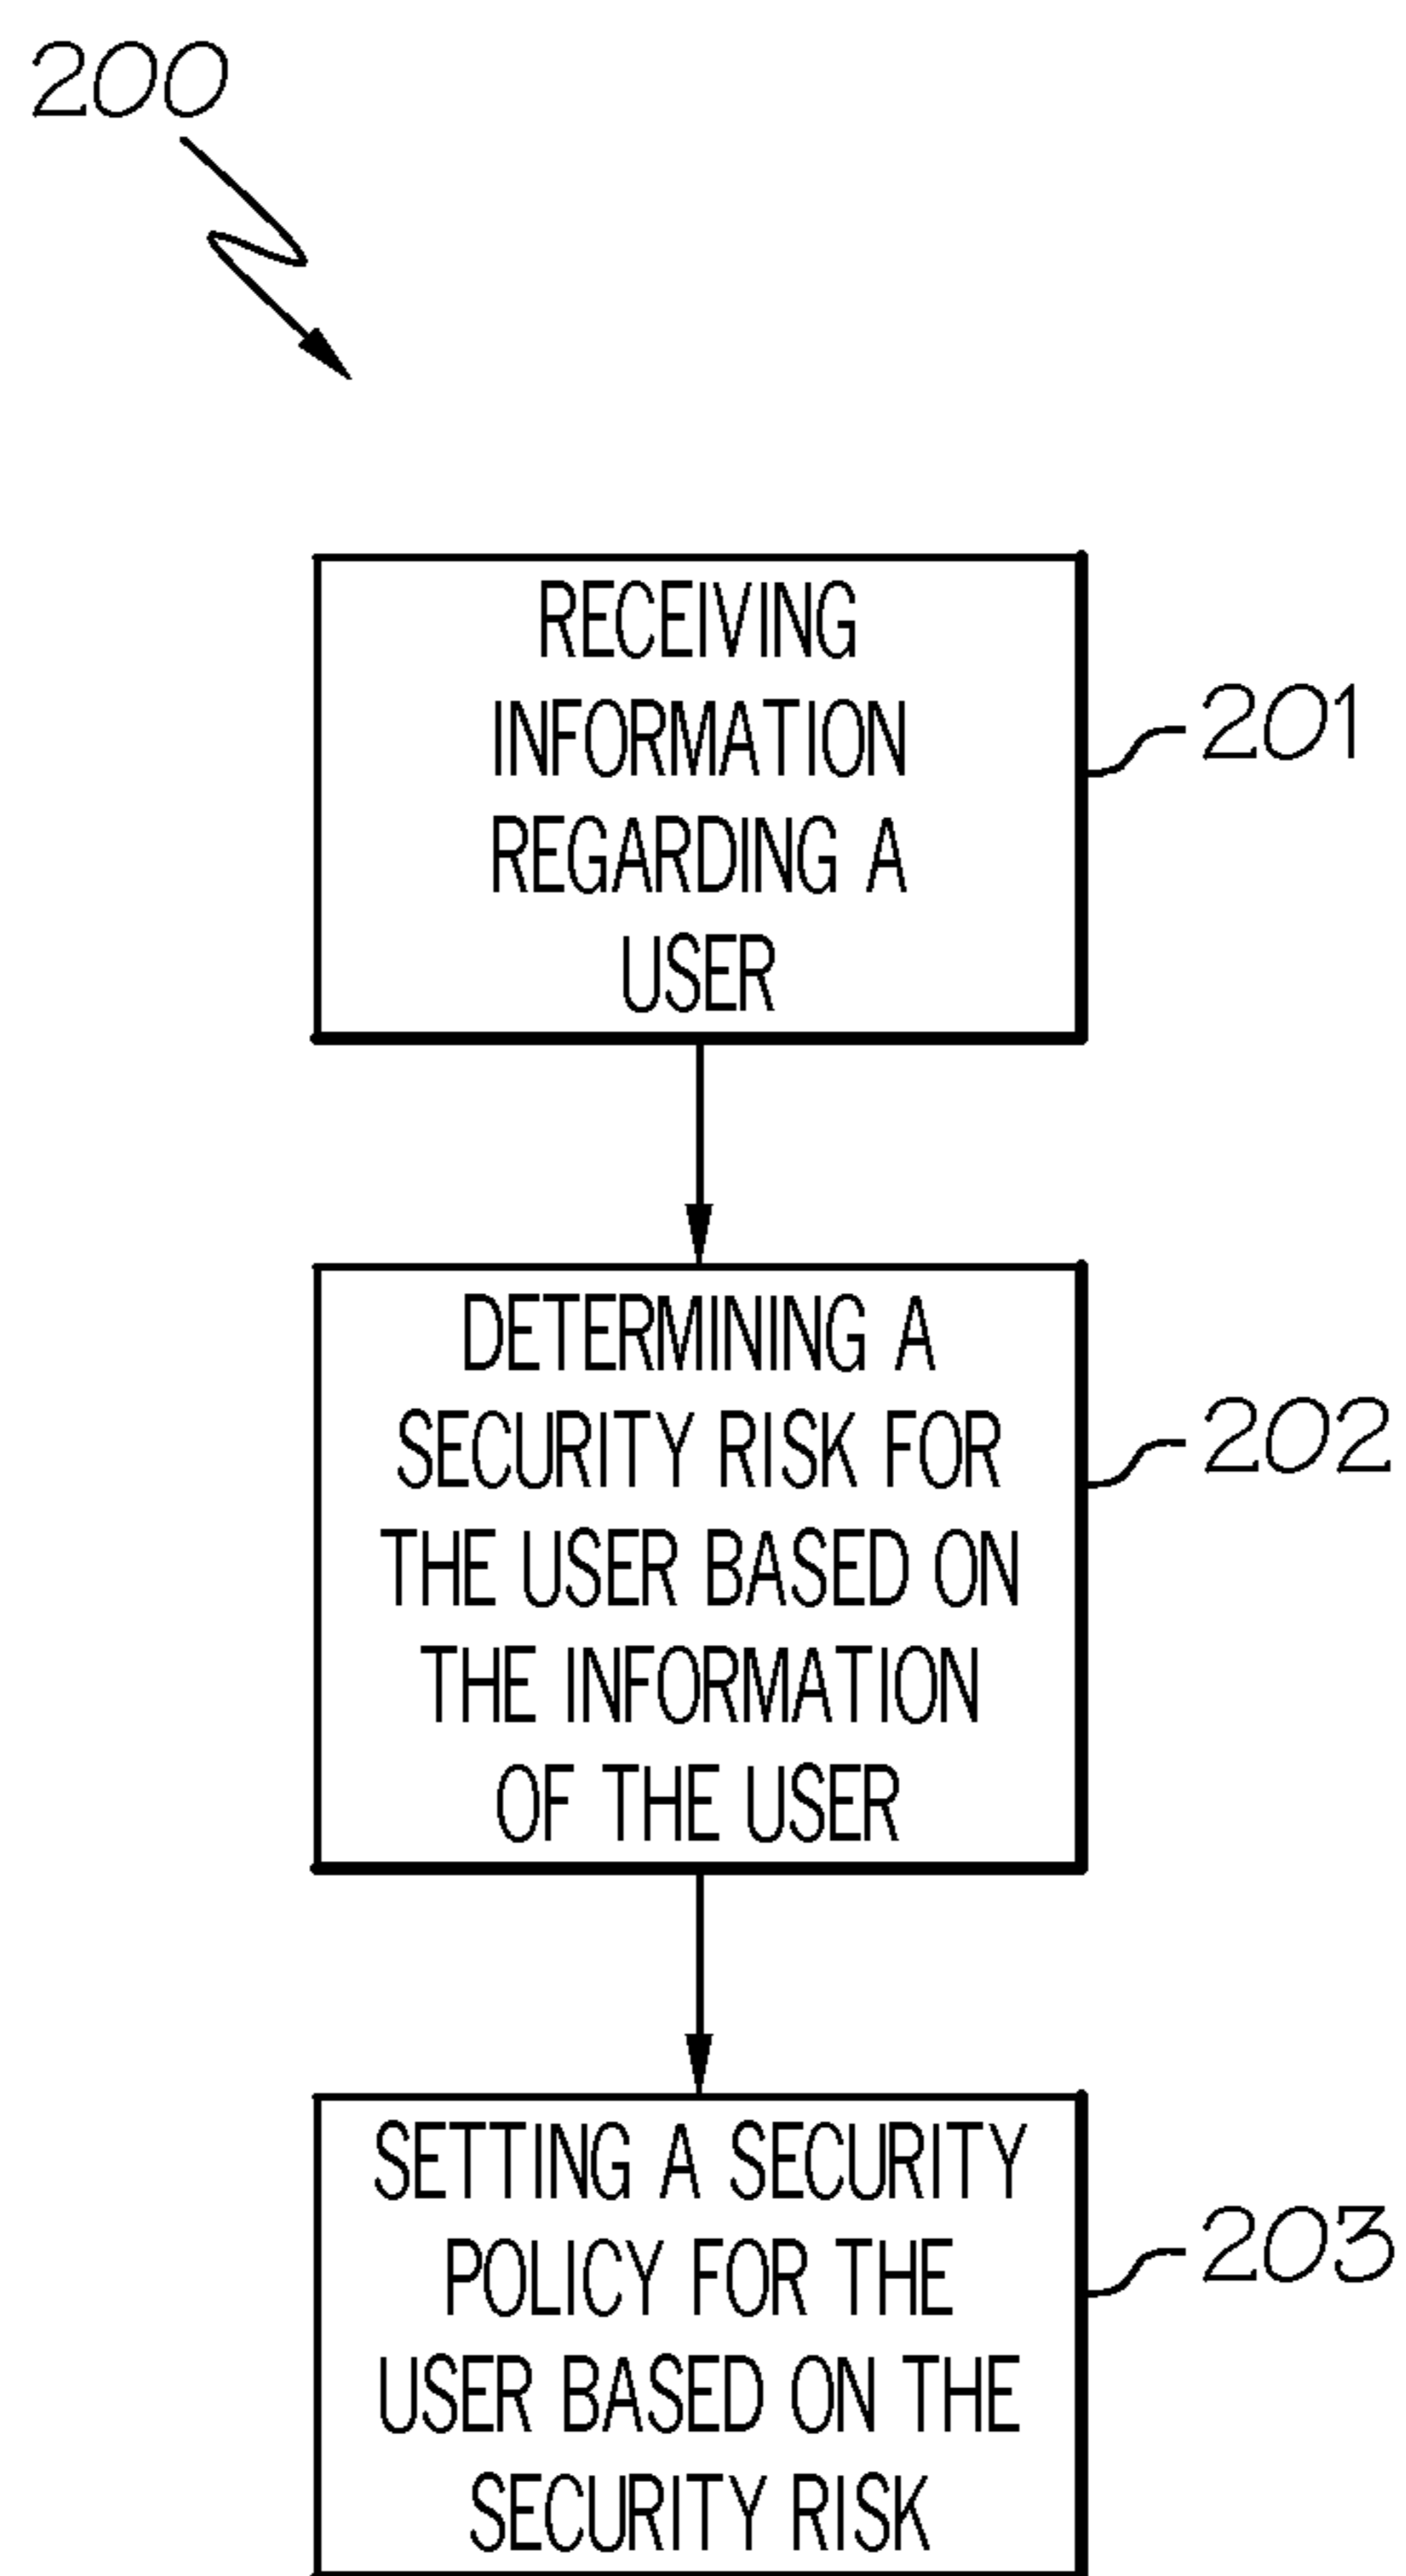 200
RECEIVING
INFORMATION
REGARDING A
USER
201
DETERMINING A
SECURITY RISK FOR
THE USER BASED ON
THE INFORMATION
OF THE USER
202
SETTING A SECURITY
POLICY FOR THE
USER BASED ON THE
SECURITY RISK
203